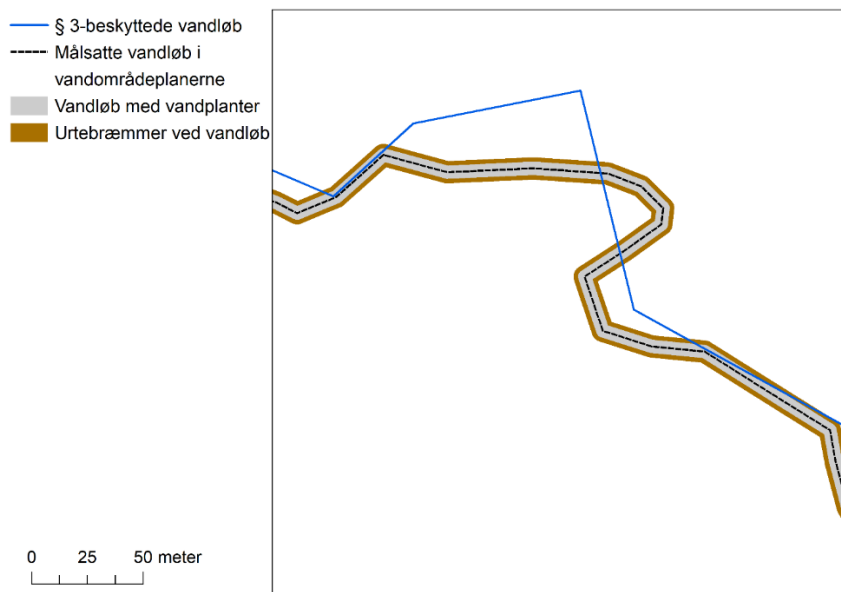 § 3-beskyttede vandløb
Målsatte vandløb i
vandområdeplanerne
Vandløb med vandplanter
Urtebræmmer ved vandløb
0 25 50 meter